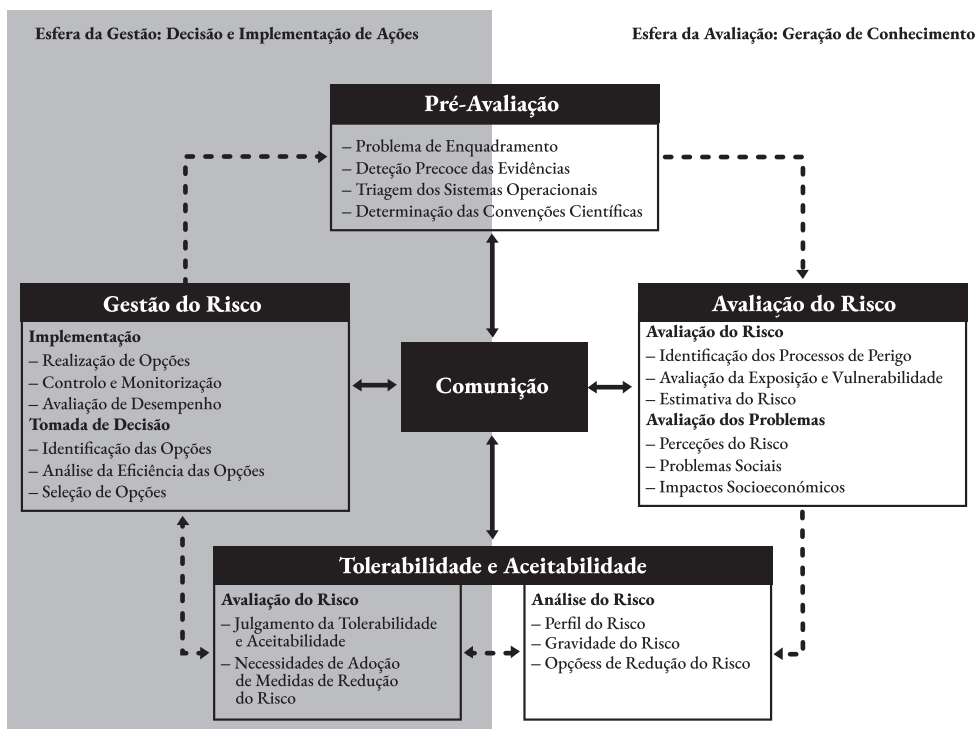 Esfera da Gestão: Decisão e Implementação de Ações
Esfera da Avaliação: Geração de Conhecimento
Pré-Avaliação
– Problema de Enquadramento
– Deteção Precoce das Evidências
– Triagem dos Sistemas Operacionais
– Determinação das Convenções Científicas
Gestão do Risco
Implementação
– Realização de Opções
– Controlo e Monitorização
– Avaliação de Desempenho
Tomada de Decisão
– Identificação das Opções
– Análise da Eficiência das Opções
– Seleção de Opções
Comunição
Avaliação do Risco
Avaliação do Risco
– Identificação dos Processos de Perigo
– Avaliação da Exposição e Vulnerabilidade
– Estimativa do Risco
Avaliação dos Problemas
– Perceções do Risco
– Problemas Sociais
– Impactos Socioeconómicos
Tolerabilidade e Aceitabilidade
Avaliação do Risco
– Julgamento da Tolerabilidade
e Aceitabilidade
– Necessidades de Adoção
de Medidas de Redução
do Risco
Análise do Risco
– Perfil do Risco
– Gravidade do Risco
– Opçõess de Redução do Risco